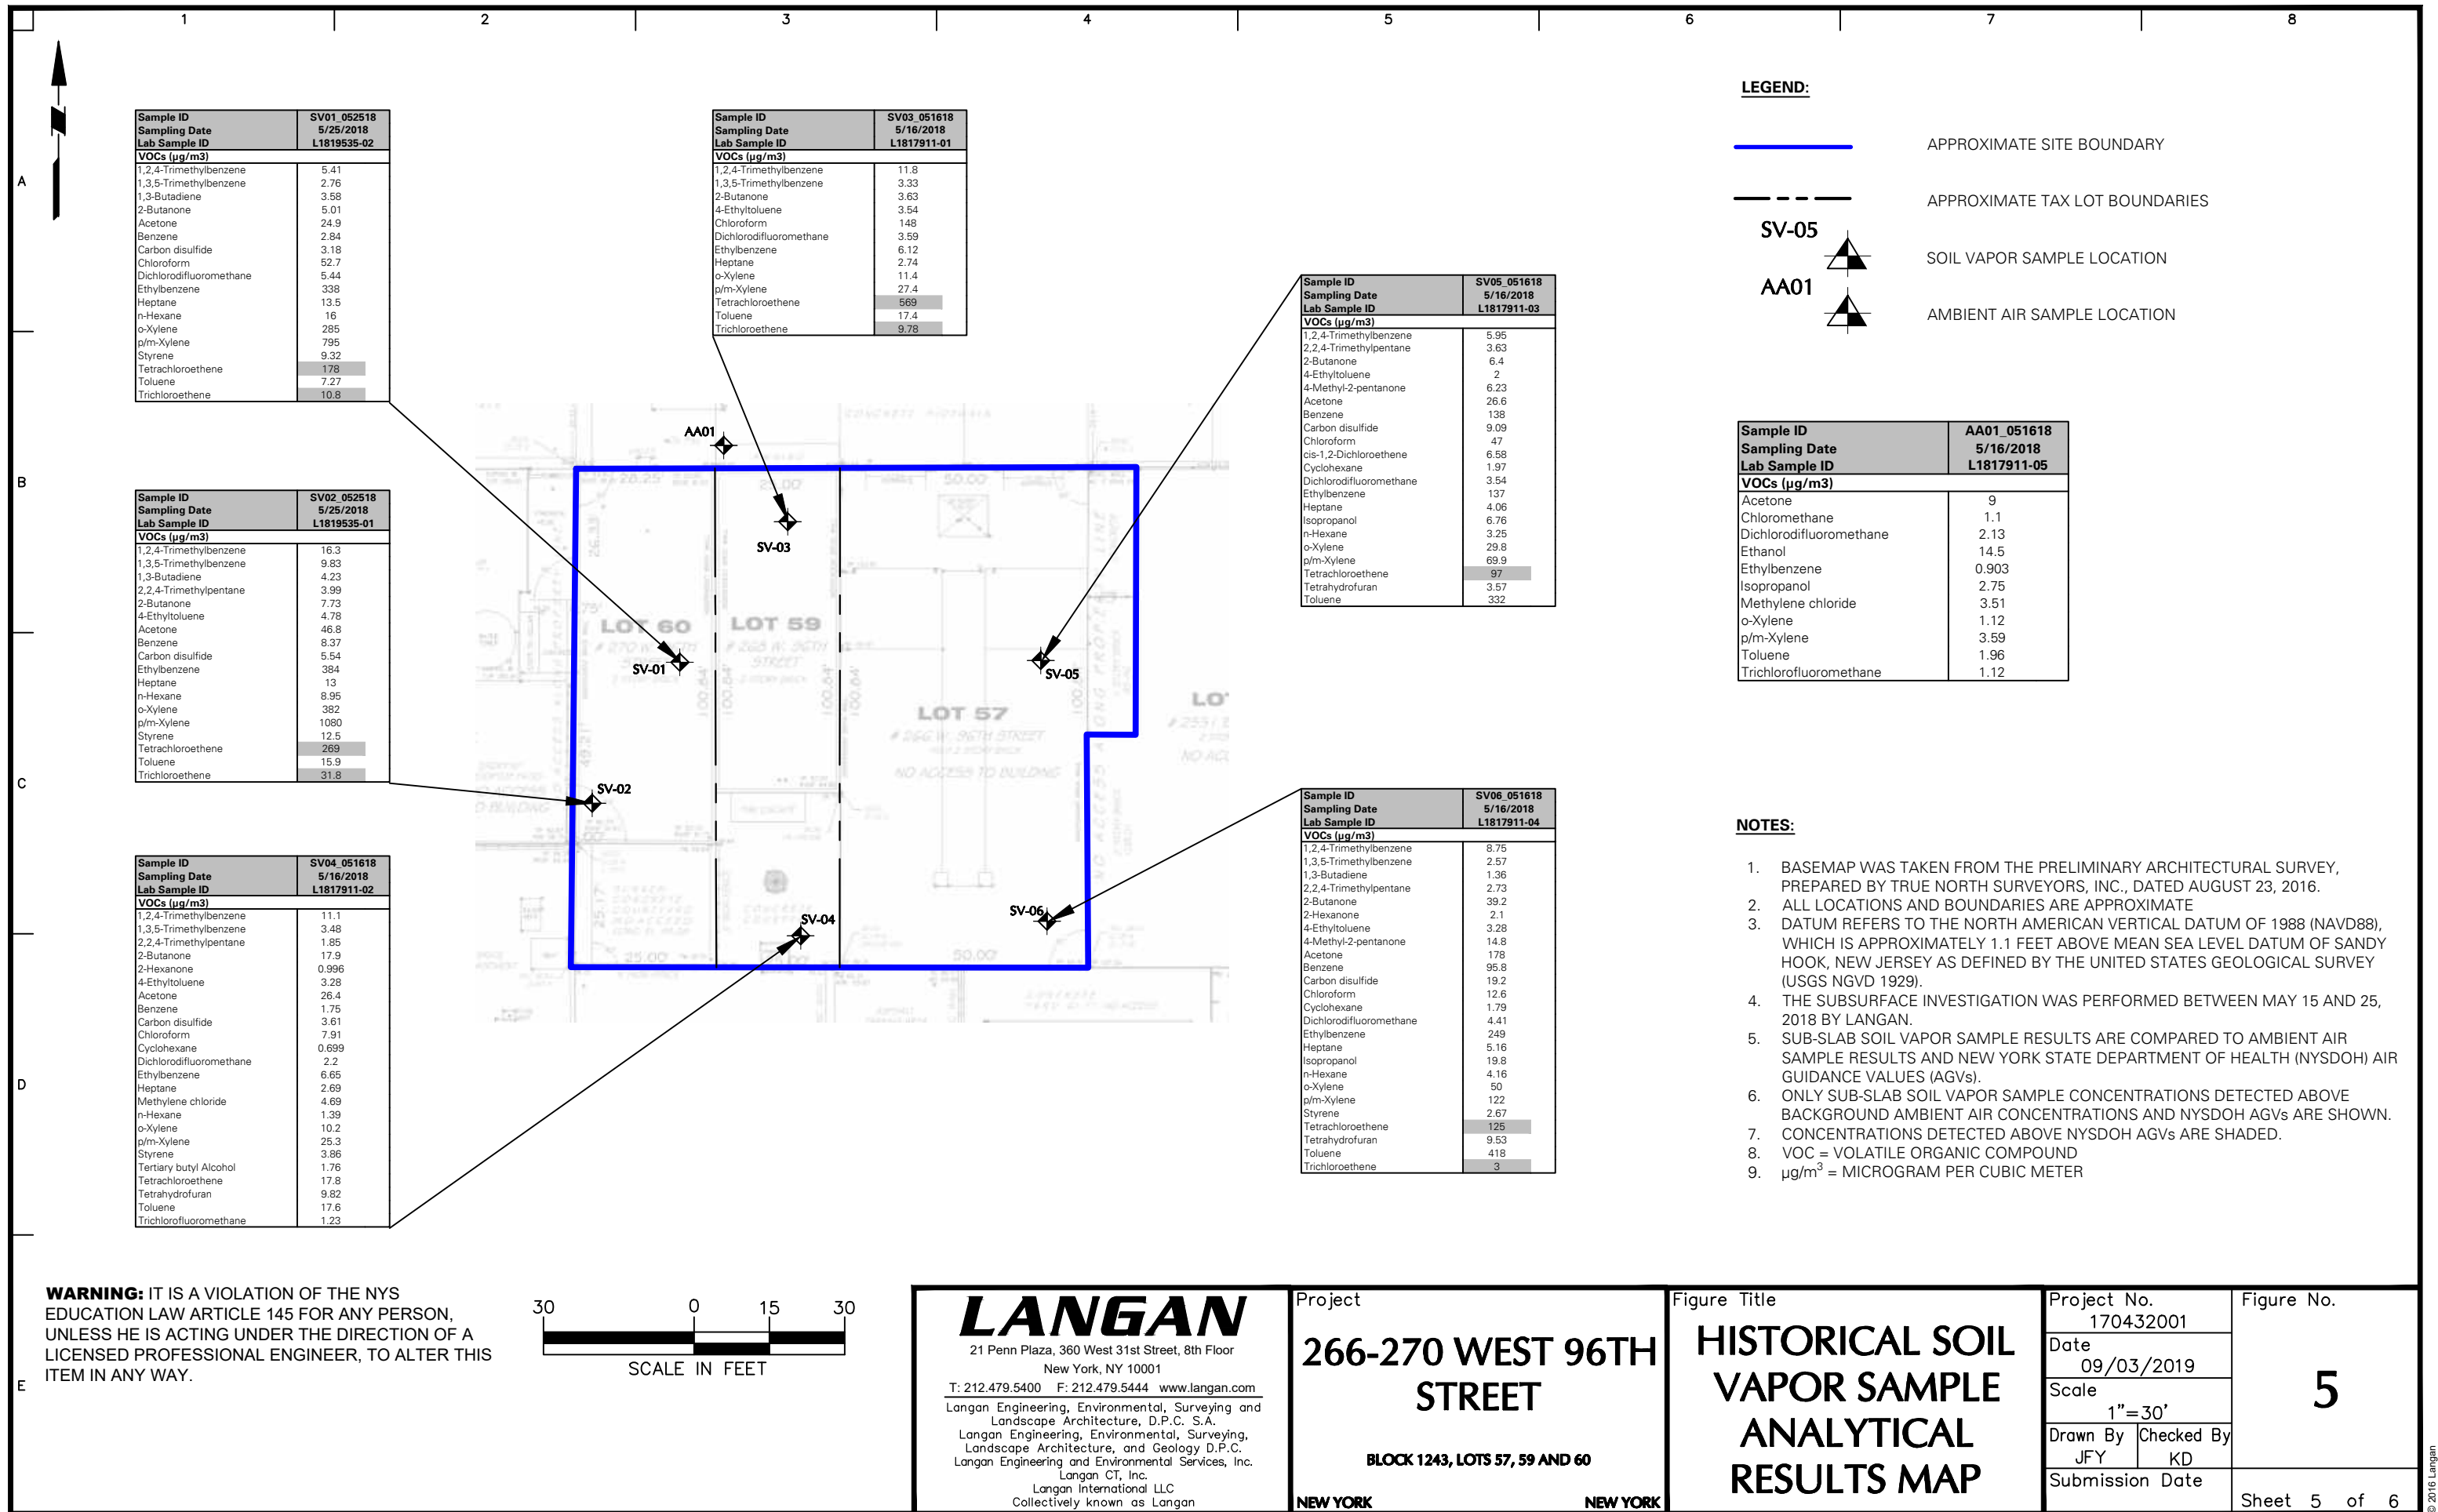 1 2 3 4 5 6 7 8
A
B
C
D
E
N
Sample ID SV01_052518
Sampling Date 5/25/2018
Lab Sample ID L1819535-02
VOCs (µg/m3)
1,2,4-Trimethylbenzene 5.41
1,3,5-Trimethylbenzene 2.76
1,3-Butadiene 3.58
2-Butanone 5.01
Acetone 24.9
Benzene 2.84
Carbon disulfide 3.18
Chloroform 52.7
Dichlorodifluoromethane 5.44
Ethylbenzene 338
Heptane 13.5
n-Hexane 16
o-Xylene 285
p/m-Xylene 795
Styrene 9.32
Tetrachloroethene 178
Toluene 7.27
Trichloroethene 10.8
Sample ID SV02_052518
Sampling Date 5/25/2018
Lab Sample ID L1819535-01
VOCs (µg/m3)
1,2,4-Trimethylbenzene 16.3
1,3,5-Trimethylbenzene 9.83
1,3-Butadiene 4.23
2,2,4-Trimethylpentane 3.99
2-Butanone 7.73
4-Ethyltoluene 4.78
Acetone 46.8
Benzene 8.37
Carbon disulfide 5.54
Ethylbenzene 384
Heptane 13
n-Hexane 8.95
o-Xylene 382
p/m-Xylene 1080
Styrene 12.5
Tetrachloroethene 269
Toluene 15.9
Trichloroethene 31.8
Sample ID SV04_051618
Sampling Date 5/16/2018
Lab Sample ID L1817911-02
VOCs (µg/m3)
1,2,4-Trimethylbenzene 11.1
1,3,5-Trimethylbenzene 3.48
2,2,4-Trimethylpentane 1.85
2-Butanone 17.9
2-Hexanone 0.996
4-Ethyltoluene 3.28
Acetone 26.4
Benzene 1.75
Carbon disulfide 3.61
Chloroform 7.91
Cyclohexane 0.699
Dichlorodifluoromethane 2.2
Ethylbenzene 6.65
Heptane 2.69
Methylene chloride 4.69
n-Hexane 1.39
o-Xylene 10.2
p/m-Xylene 25.3
Styrene 3.86
Tertiary butyl Alcohol 1.76
Tetrachloroethene 17.8
Tetrahydrofuran 9.82
Toluene 17.6
Trichlorofluoromethane 1.23
Sample ID SV03_051618
Sampling Date 5/16/2018
Lab Sample ID L1817911-01
VOCs (µg/m3)
1,2,4-Trimethylbenzene 11.8
1,3,5-Trimethylbenzene 3.33
2-Butanone 3.63
4-Ethyltoluene 3.54
Chloroform 148
Dichlorodifluoromethane 3.59
Ethylbenzene 6.12
Heptane 2.74
o-Xylene 11.4
p/m-Xylene 27.4
Tetrachloroethene 569
Toluene 17.4
Trichloroethene 9.78
AA01
SV-03
SV-01
SV-05
SV-02
SV-04
SV-06
LOT 60
# 270 W. 96TH
STREET
LOT 59
# 268 W. 96TH
STREET
LOT 57
# 266 W. 96TH STREET
NO ACCESS TO BUILDING
26.25'
25.00'
50.00'
100.84'
100.84'
100.84'
25.00'
50.00'
Sample ID SV05_051618
Sampling Date 5/16/2018
Lab Sample ID L1817911-03
VOCs (µg/m3)
1,2,4-Trimethylbenzene 5.95
2,2,4-Trimethylpentane 3.63
2-Butanone 6.4
4-Ethyltoluene 2
4-Methyl-2-pentanone 6.23
Acetone 26.6
Benzene 138
Carbon disulfide 9.09
Chloroform 47
cis-1,2-Dichloroethene 6.58
Cyclohexane 1.97
Dichlorodifluoromethane 3.54
Ethylbenzene 137
Heptane 4.06
Isopropanol 6.76
n-Hexane 3.25
o-Xylene 29.8
p/m-Xylene 69.9
Tetrachloroethene 97
Tetrahydrofuran 3.57
Toluene 332
Sample ID SV06_051618
Sampling Date 5/16/2018
Lab Sample ID L1817911-04
VOCs (µg/m3)
1,2,4-Trimethylbenzene 8.75
1,3,5-Trimethylbenzene 2.57
1,3-Butadiene 1.36
2,2,4-Trimethylpentane 2.73
2-Butanone 39.2
2-Hexanone 2.1
4-Ethyltoluene 3.28
4-Methyl-2-pentanone 14.8
Acetone 178
Benzene 95.8
Carbon disulfide 19.2
Chloroform 12.6
Cyclohexane 1.79
Dichlorodifluoromethane 4.41
Ethylbenzene 249
Heptane 5.16
Isopropanol 19.8
n-Hexane 4.16
o-Xylene 50
p/m-Xylene 122
Styrene 2.67
Tetrachloroethene 125
Tetrahydrofuran 9.53
Toluene 418
Trichloroethene 3
LEGEND:
APPROXIMATE SITE BOUNDARY
APPROXIMATE TAX LOT BOUNDARIES
SV-05
SOIL VAPOR SAMPLE LOCATION
AA01
AMBIENT AIR SAMPLE LOCATION
Sample ID AA01_051618
Sampling Date 5/16/2018
Lab Sample ID L1817911-05
VOCs (µg/m3)
Acetone 9
Chloromethane 1.1
Dichlorodifluoromethane 2.13
Ethanol 14.5
Ethylbenzene 0.903
Isopropanol 2.75
Methylene chloride 3.51
o-Xylene 1.12
p/m-Xylene 3.59
Toluene 1.96
Trichlorofluoromethane 1.12
NOTES:
1. BASEMAP WAS TAKEN FROM THE PRELIMINARY ARCHITECTURAL SURVEY,
PREPARED BY TRUE NORTH SURVEYORS, INC., DATED AUGUST 23, 2016.
2. ALL LOCATIONS AND BOUNDARIES ARE APPROXIMATE
3. DATUM REFERS TO THE NORTH AMERICAN VERTICAL DATUM OF 1988 (NAVD88),
WHICH IS APPROXIMATELY 1.1 FEET ABOVE MEAN SEA LEVEL DATUM OF SANDY
HOOK, NEW JERSEY AS DEFINED BY THE UNITED STATES GEOLOGICAL SURVEY
(USGS NGVD 1929).
4. THE SUBSURFACE INVESTIGATION WAS PERFORMED BETWEEN MAY 15 AND 25,
2018 BY LANGAN.
5. SUB-SLAB SOIL VAPOR SAMPLE RESULTS ARE COMPARED TO AMBIENT AIR
SAMPLE RESULTS AND NEW YORK STATE DEPARTMENT OF HEALTH (NYSDOH) AIR
GUIDANCE VALUES (AGVs).
6. ONLY SUB-SLAB SOIL VAPOR SAMPLE CONCENTRATIONS DETECTED ABOVE
BACKGROUND AMBIENT AIR CONCENTRATIONS AND NYSDOH AGVs ARE SHOWN.
7. CONCENTRATIONS DETECTED ABOVE NYSDOH AGVs ARE SHADED.
8. VOC = VOLATILE ORGANIC COMPOUND
9. µg/m³ = MICROGRAM PER CUBIC METER
WARNING: IT IS A VIOLATION OF THE NYS
EDUCATION LAW ARTICLE 145 FOR ANY PERSON,
UNLESS HE IS ACTING UNDER THE DIRECTION OF A
LICENSED PROFESSIONAL ENGINEER, TO ALTER THIS
ITEM IN ANY WAY.
30 0 15 30
SCALE IN FEET
LANGAN
21 Penn Plaza, 360 West 31st Street, 8th Floor
New York, NY 10001
T: 212.479.5400 F: 212.479.5444 www.langan.com
Langan Engineering, Environmental, Surveying and
Landscape Architecture, D.P.C. S.A.
Langan Engineering, Environmental, Surveying,
Landscape Architecture, and Geology D.P.C.
Langan Engineering and Environmental Services, Inc.
Langan CT, Inc.
Langan International LLC
Collectively known as Langan
Project
266-270 WEST 96TH
STREET
BLOCK 1243, LOTS 57, 59 AND 60
NEW YORK NEW YORK
Figure Title
HISTORICAL SOIL
VAPOR SAMPLE
ANALYTICAL
RESULTS MAP
Project No.
170432001
Date
09/03/2019
Scale
1"=30'
Drawn By Checked By
JFY KD
Submission Date
Figure No.
5
Sheet 5 of 6
© 2016 Langan